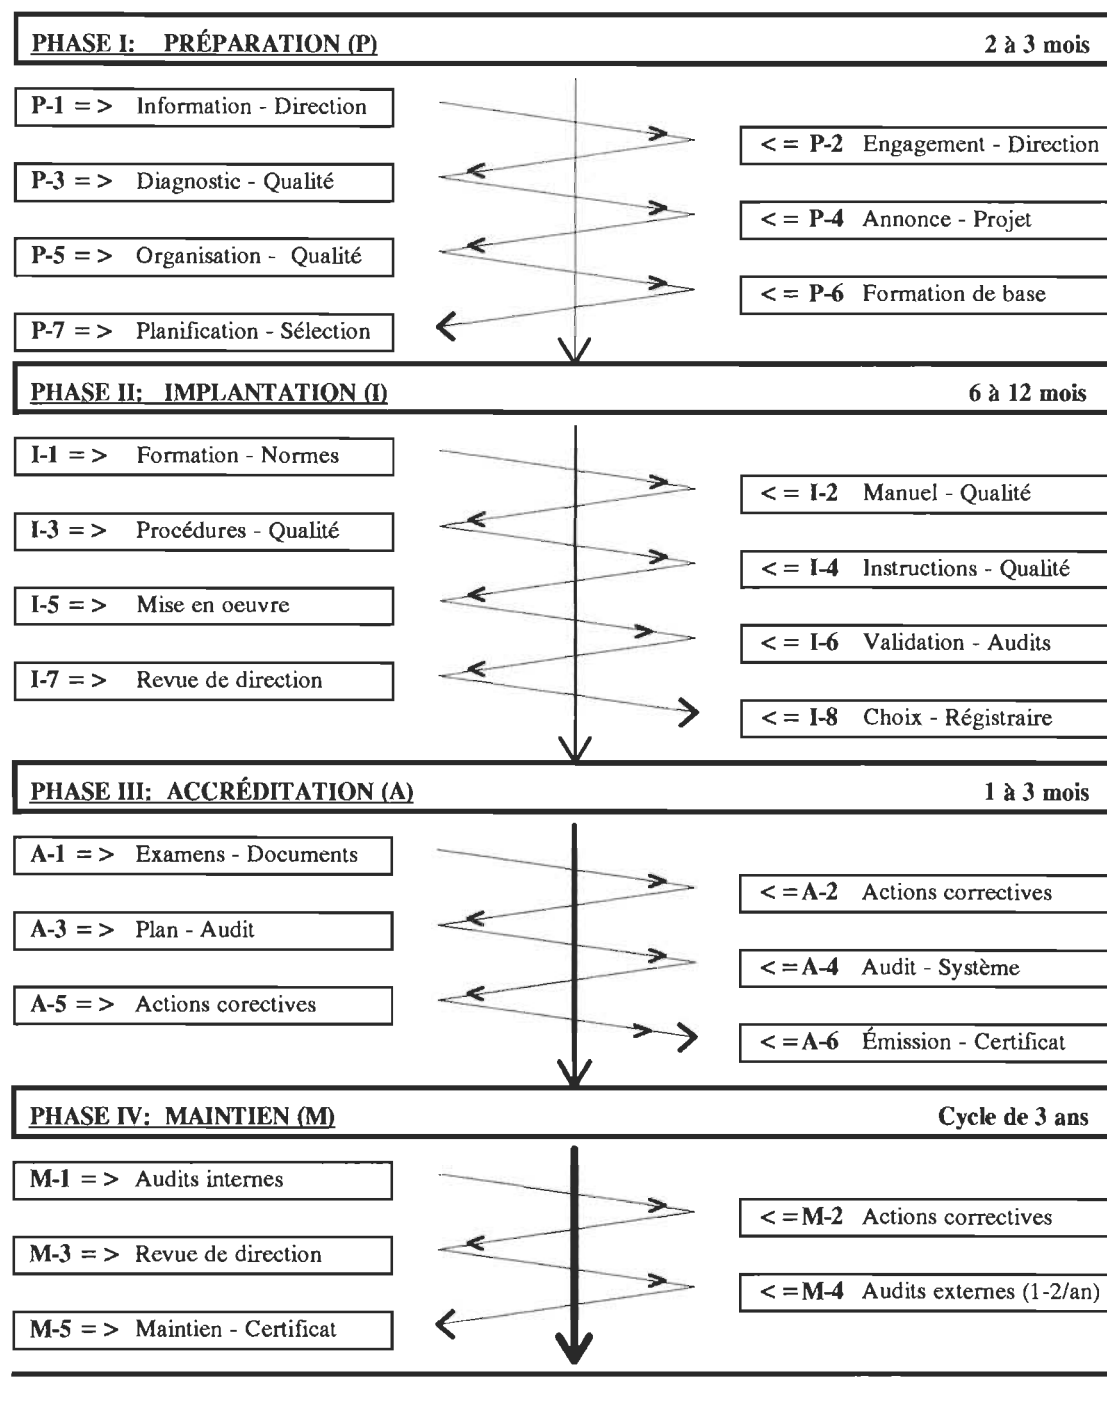 PHASE I: PRÉPARATION (P) 2 à 3 mois
P-1 = > Information - Direction
< = P-2 Engagement - Direction
P-3 = > Diagnostic - Qualité
< = P-4 Annonce - Projet
P-5 = > Organisation - Qualité
< = P-6 Formation de base
P-7 = > Planification - Sélection
PHASE II: IMPLANTATION (I) 6 à 12 mois
I-1 = > Formation - Normes
< = I-2 Manuel - Qualité
I-3 = > Procédures - Qualité
< = I-4 Instructions - Qualité
I-5 = > Mise en oeuvre
< = I-6 Validation - Audits
I-7 = > Revue de direction
< = I-8 Choix - Régistraire
PHASE III: ACCRÉDITATION (A) 1 à 3 mois
A-1 = > Examens - Documents
< = A-2 Actions correctives
A-3 = > Plan - Audit
< = A-4 Audit - Système
A-5 = > Actions corectives
< = A-6 Émission - Certificat
PHASE IV: MAINTIEN (M) Cycle de 3 ans
M-1 = > Audits internes
< = M-2 Actions correctives
M-3 = > Revue de direction
< = M-4 Audits externes (1-2/an)
M-5 = > Maintien - Certificat